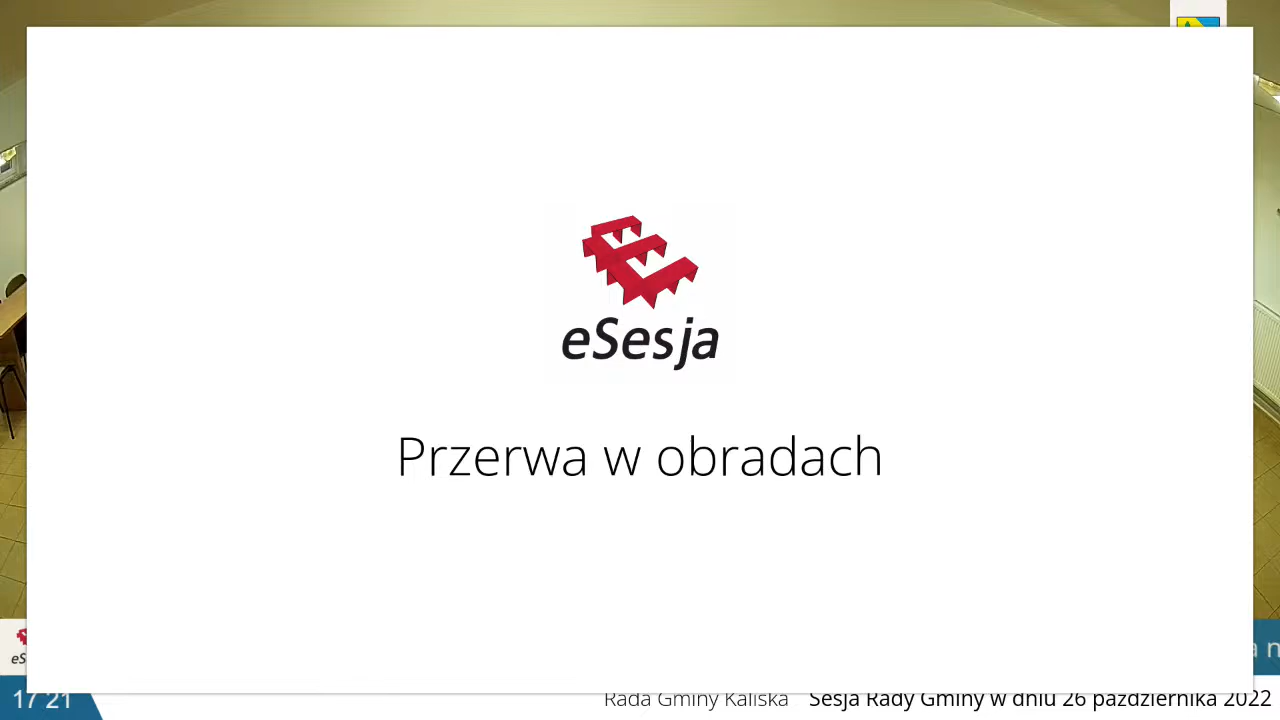 eSesja
Przerwa w obradach
17 21
Rada Gminy Kaliska Sesja Rady Gminy w dniu 26 października 2022